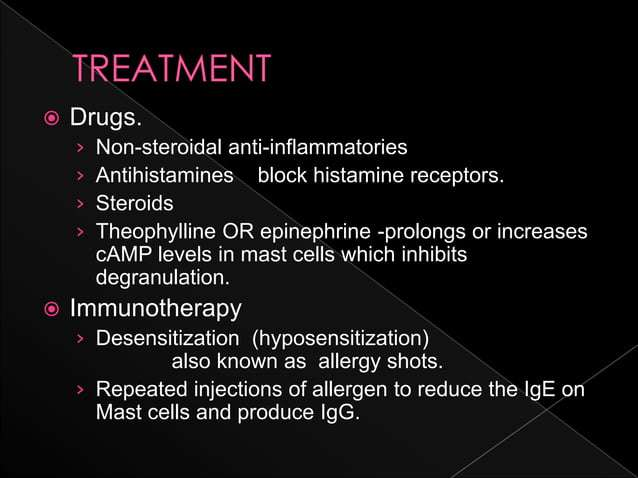 TREATMENT
Drugs.
Non-steroidal anti-inflammatories
Antihistamines block histamine receptors.
Steroids
Theophylline OR epinephrine -prolongs or increases
cAMP levels in mast cells which inhibits
degranulation.
Immunotherapy
Desensitization (hyposensitization)
also known as allergy shots.
Repeated injections of allergen to reduce the IgE on
Mast cells and produce IgG.